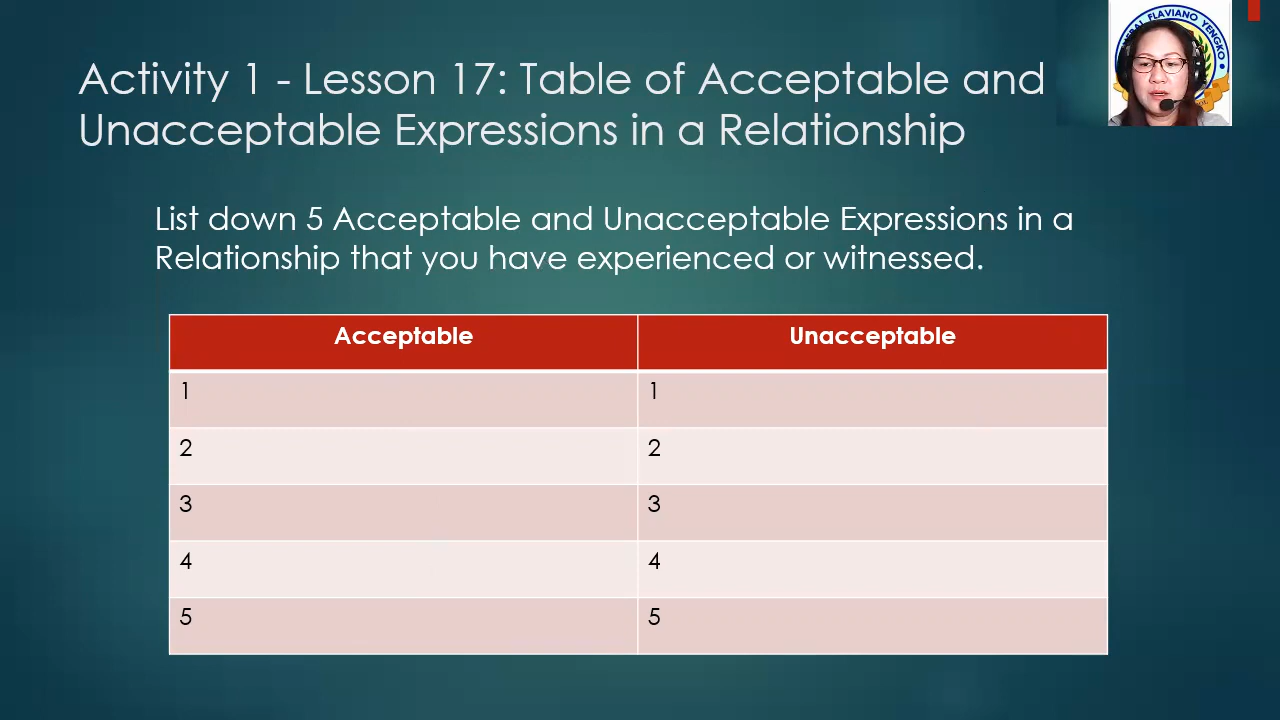 Activity 1 - Lesson 17: Table of Acceptable and
Unacceptable Expressions in a Relationship
List down 5 Acceptable and Unacceptable Expressions in a
Relationship that you have experienced or witnessed.
Acceptable Unacceptable
1 1
2 2
3 3
4 4
5 5
FLAVIANO YENGKO